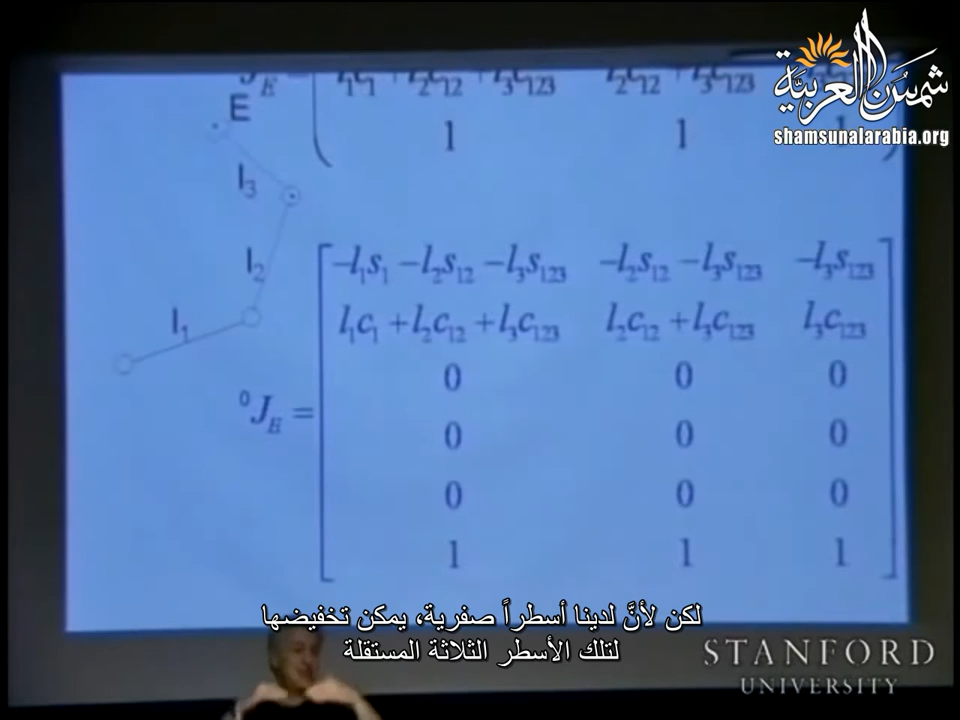 شمس العربية
shamsunalarabia.org
E
l₃
l₂
l₁
1 1
-l₁s₁ -l₂s₁₂ -l₃s₁₂₃ -l₂s₁₂ -l₃s₁₂₃ -l₃s₁₂₃
l₁c₁ +l₂c₁₂ +l₃c₁₂₃ l₂c₁₂ +l₃c₁₂₃ l₃c₁₂₃
0 0 0
⁰J_E =
0 0 0
0 0 0
1 1 1
لكن لأنَّ لدينا أسطراً صفرية، يمكن تخفيضها
لتلك الأسطر الثلاثة المستقلة
STANFORD
UNIVERSITY